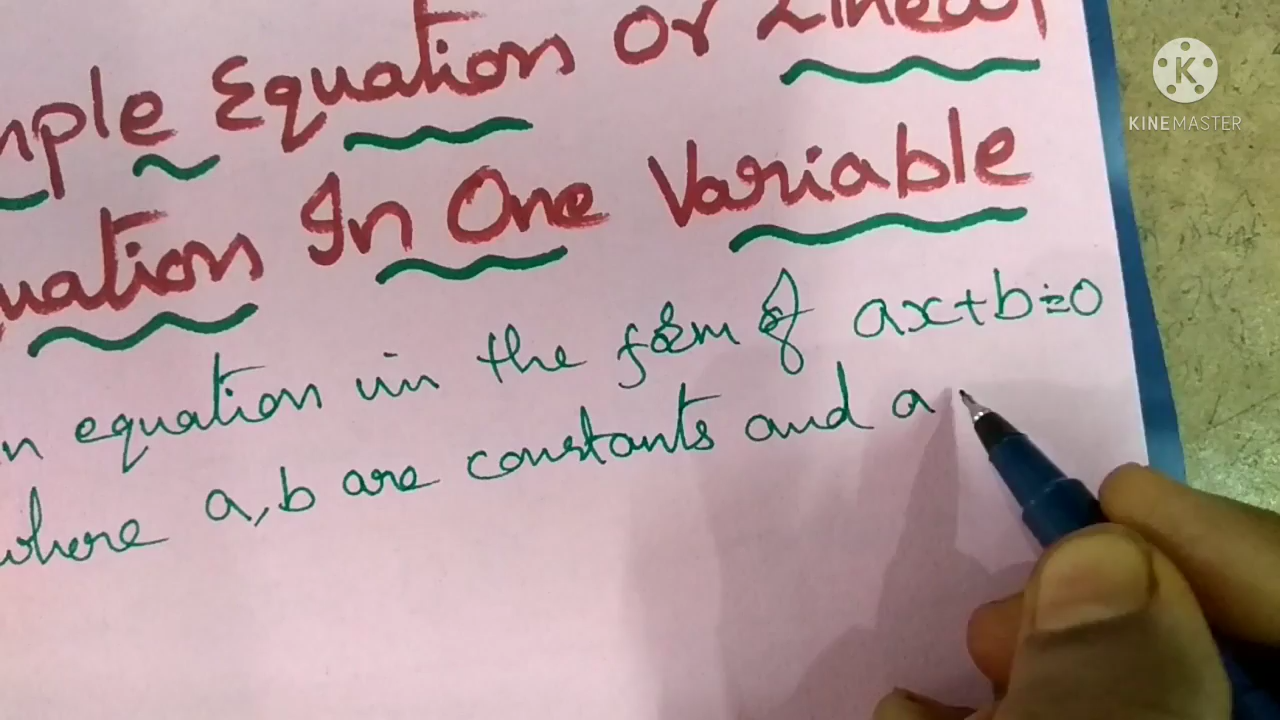 mple Equation Or Linear
uation In One Variable
n equation in the form of ax+b=0
where a, b are constants and a
KINEMASTER